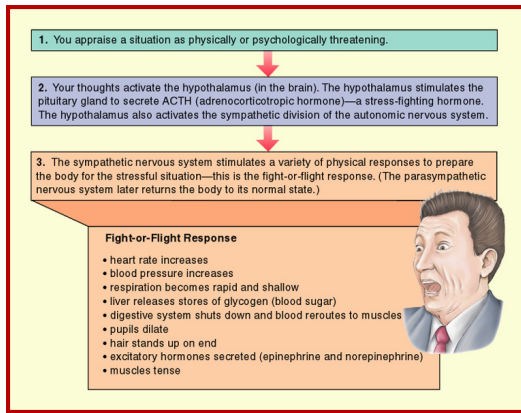 1. You appraise a situation as physically or psychologically threatening.
2. Your thoughts activate the hypothalamus (in the brain). The hypothalamus stimulates the
pituitary gland to secrete ACTH (adrenocorticotropic hormone)—a stress-fighting hormone.
The hypothalamus also activates the sympathetic division of the autonomic nervous system.
3. The sympathetic nervous system stimulates a variety of physical responses to prepare
the body for the stressful situation—this is the fight-or-flight response. (The parasympathetic
nervous system later returns the body to its normal state.)
Fight-or-Flight Response
• heart rate increases
• blood pressure increases
• respiration becomes rapid and shallow
• liver releases stores of glycogen (blood sugar)
• digestive system shuts down and blood reroutes to muscles
• pupils dilate
• hair stands up on end
• excitatory hormones secreted (epinephrine and norepinephrine)
• muscles tense